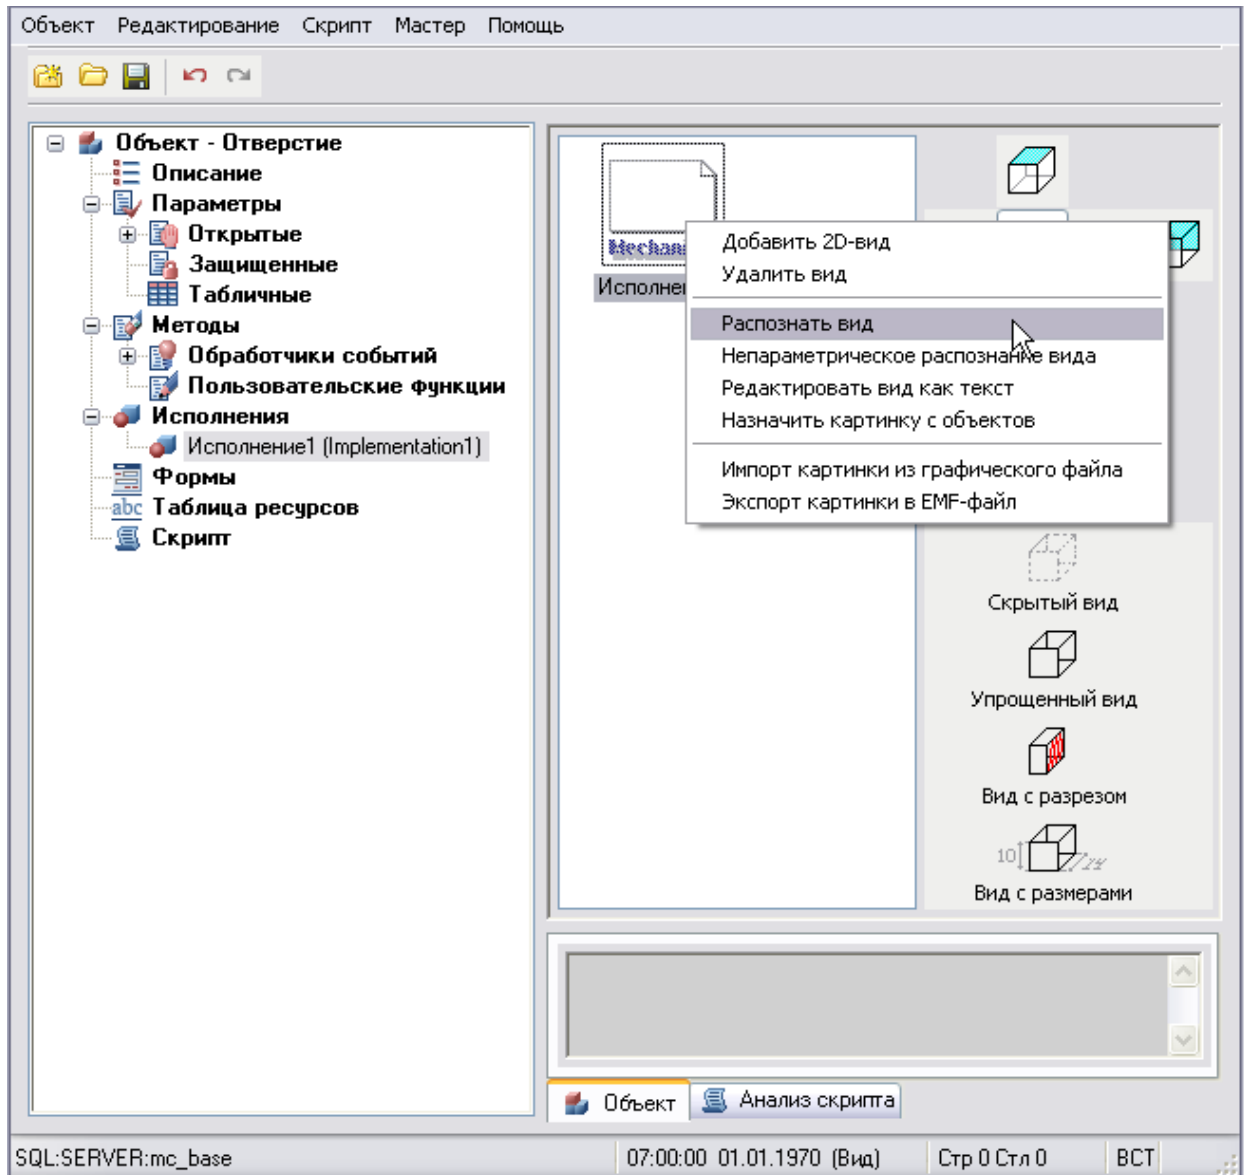 Объект Редактирование Скрипт Мастер Помощь
Объект - Отверстие
Описание
Параметры
Открытые
Защищенные
Табличные
Методы
Обработчики событий
Пользовательские функции
Исполнения
Исполнение1 (Implementation1)
Формы
abc Таблица ресурсов
Скрипт
Добавить 2D-вид
Удалить вид
Распознать вид
Непараметрическое распознание вида
Редактировать вид как текст
Назначить картинку с объектов
Импорт картинки из графического файла
Экспорт картинки в EMF-файл
Скрытый вид
Упрощенный вид
Вид с разрезом
10
Вид с размерами
Объект Анализ скрипта
SQL:SERVER:mc_base 07:00:00 01.01.1970 (Вид) Стр 0 Стл 0 ВСТ